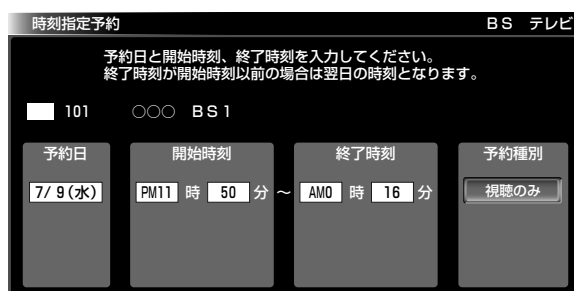 時刻指定予約 BS テレビ
予約日と開始時刻、終了時刻を入力してください。
終了時刻が開始時刻以前の場合は翌日の時刻となります。
101 ○○○ BS1
予約日 開始時刻 終了時刻 予約種別
7/ 9(水) PM11 時 50 分 ~ AM0 時 16 分 視聴のみ